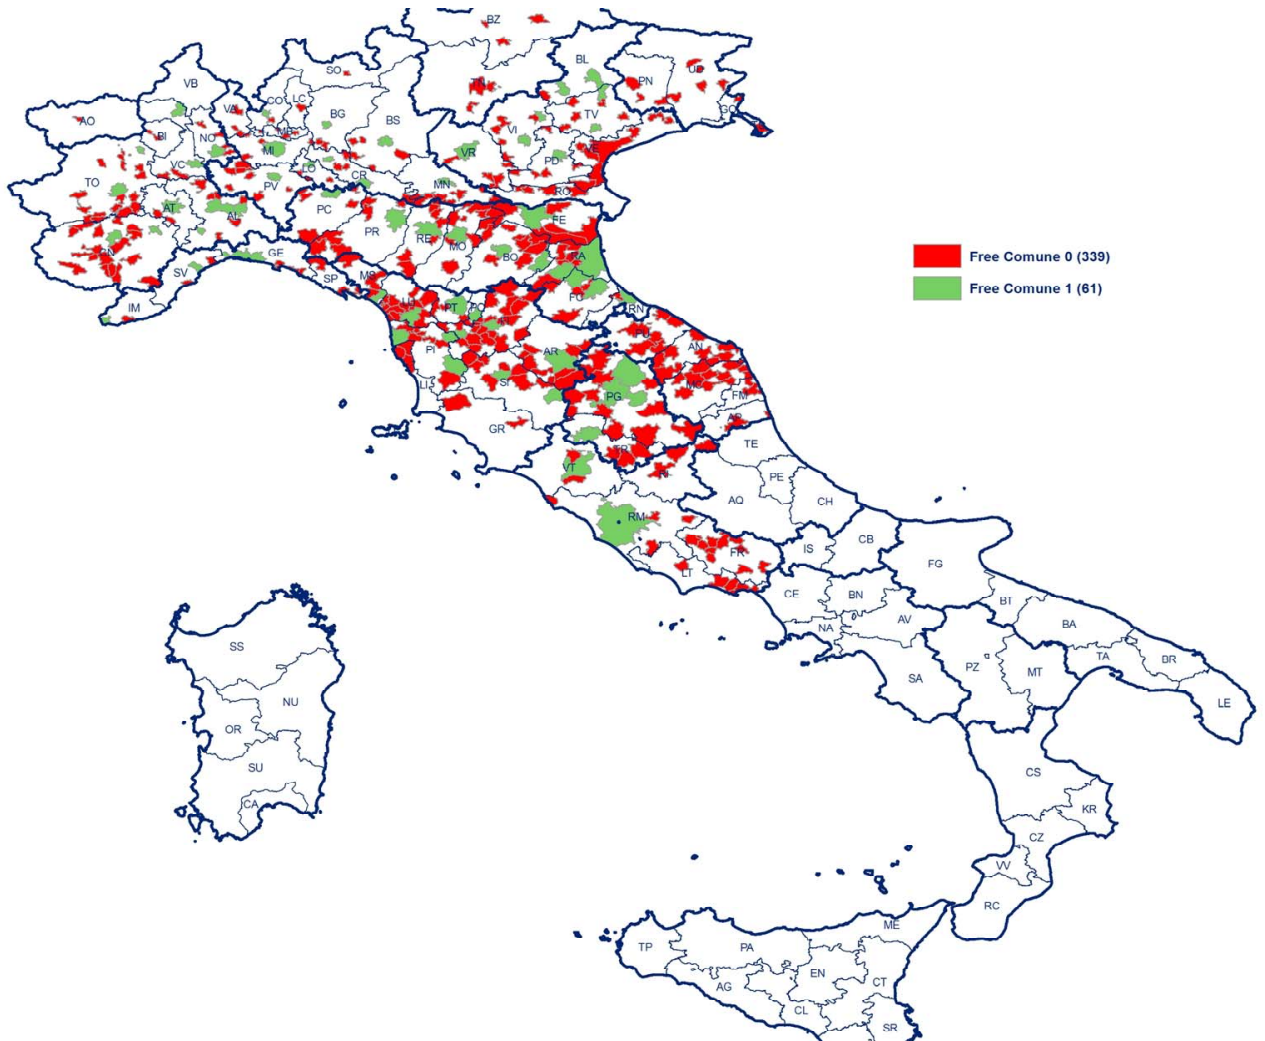 BZ
BL
SO
TN
PN
UD
VB
VA
CO
LC
AO
BG
BS
TV
GO
BI
NO
MB
VI
MI
VR
PD
VE
VC
LO
TO
PV
CR
MN
RO
AT
AL
PC
FE
PR
RE
MO
CN
GE
BO
RA
SV
SP
MS
IM
LU
PT
PO
FC
RN
PU
PI
AR
AN
LI
SI
MC
PG
FM
GR
AP
TR
TE
VT
RI
PE
AQ
CH
RM
FR
IS
CB
LT
FG
CE
BN
BT
NA
AV
BA
SS
PZ
TA
BR
SA
MT
NU
LE
OR
SU
CS
CA
KR
CZ
VV
RC
ME
TP
PA
EN
AG
CT
CL
SR
Free Comune 0 (339)
Free Comune 1 (61)